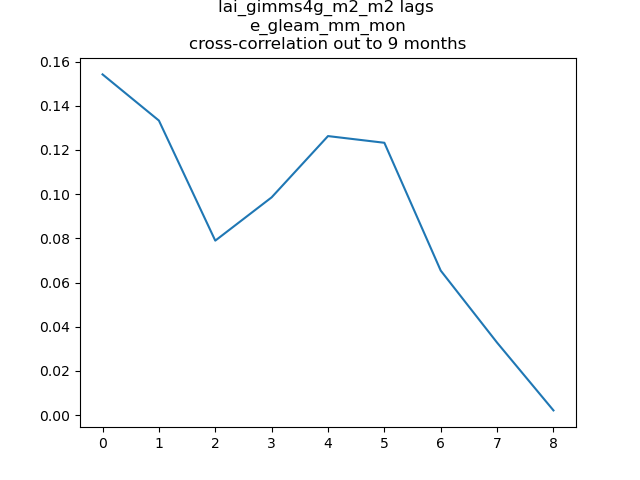 lai_gimms4g_m2_m2 lags
e_gleam_mm_mon
cross-correlation out to 9 months
0.16
0.14
0.12
0.10
0.08
0.06
0.04
0.02
0.00
0 1 2 3 4 5 6 7 8